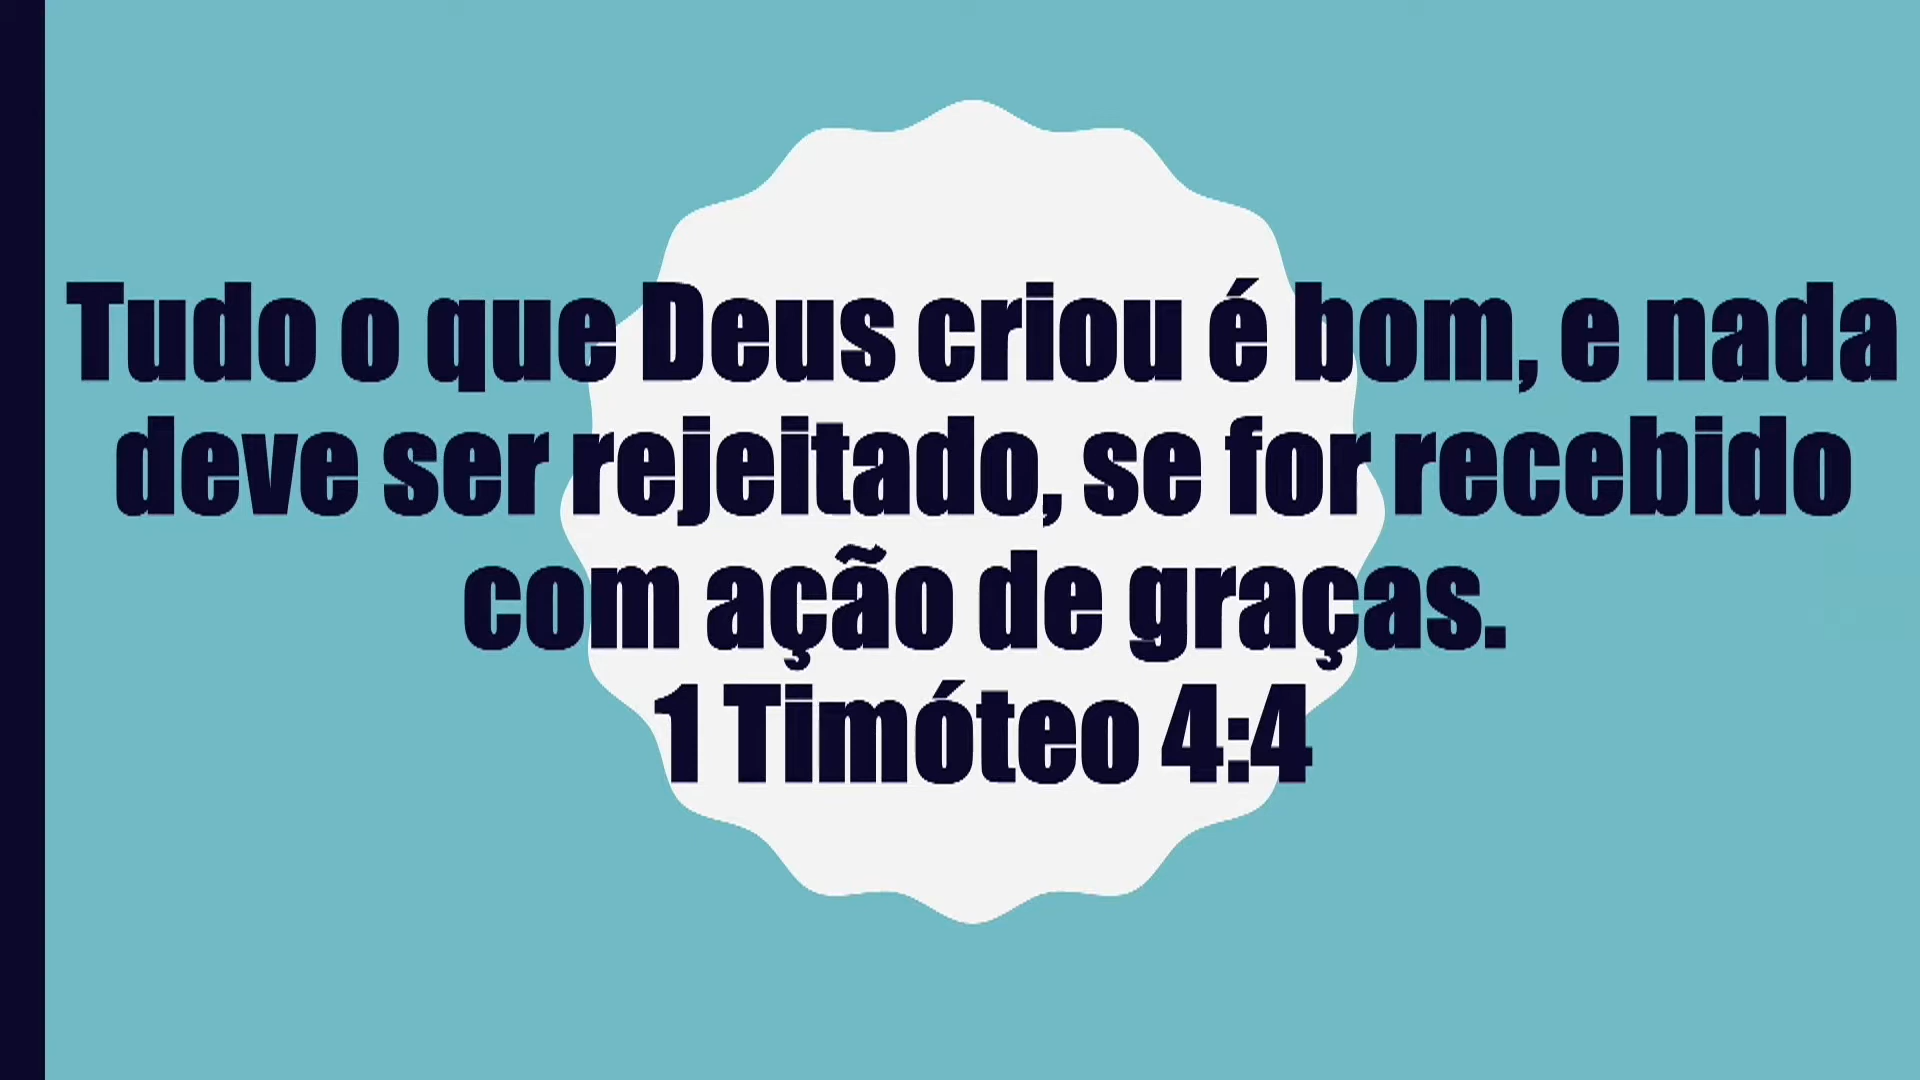 Tudo o que Deus criou é bom, e nada
deve ser rejeitado, se for recebido
com ação de graças.
1 Timóteo 4:4